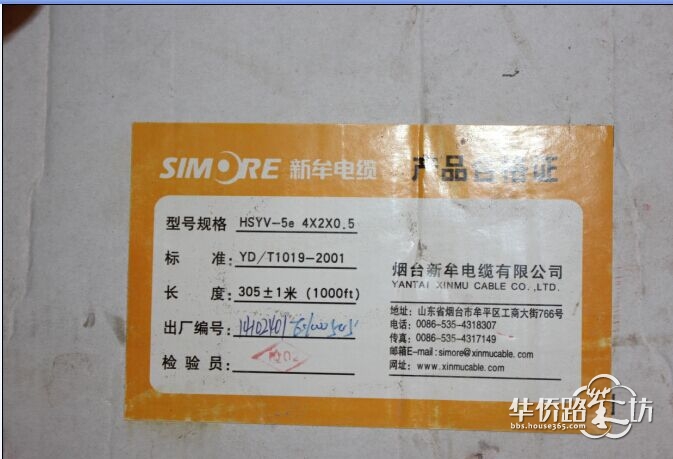 SIMORE 新牟电缆 产品合格证
型号规格 HSYV-5e 4X2X0.5
标 准: YD/T1019-2001
长 度: 305±1米 (1000ft)
出厂编号:
检验员:
烟台新牟电缆有限公司
YANTAI XINMU CABLE CO.,LTD.
地址: 山东省烟台市牟平区工商大街766号
电话: 0086-535-4318307
传真: 0086-535-4317149
邮箱E-mail:simore@xinmucable.com
网址: www.xinmucable.com
华侨路茶坊
bbs.house365.com